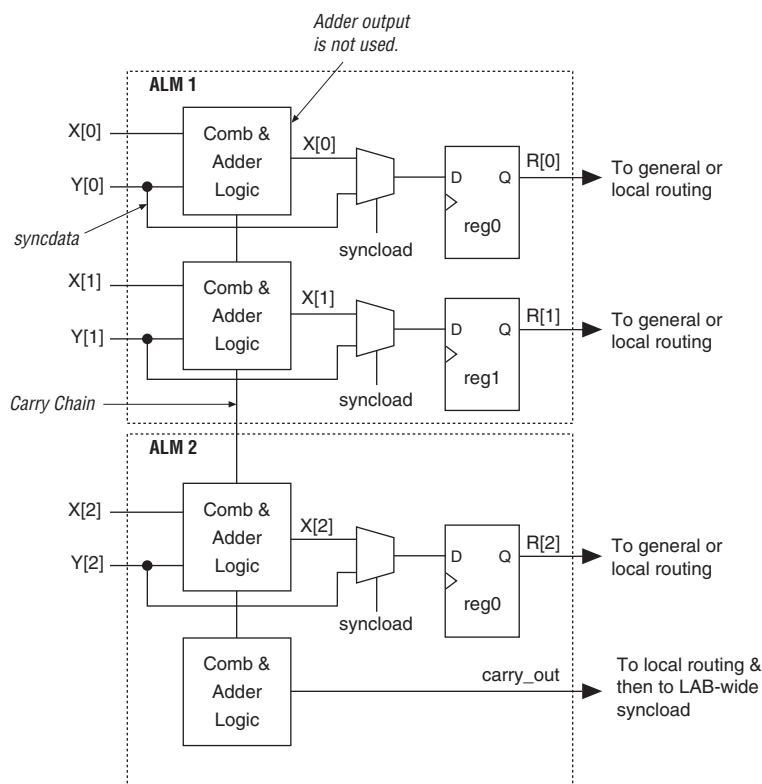 Adder output
is not used.
ALM 1
X[0]
Comb &
Adder
Logic
X[0]
R[0]
Y[0]
D
Q
To general or
local routing
syncdata
syncload
reg0
X[1]
Comb &
Adder
Logic
X[1]
R[1]
Y[1]
D
Q
To general or
local routing
syncload
reg1
Carry Chain
ALM 2
X[2]
Comb &
Adder
Logic
X[2]
R[2]
Y[2]
D
Q
To general or
local routing
syncload
reg0
Comb &
Adder
Logic
carry_out
To local routing &
then to LAB-wide
syncload